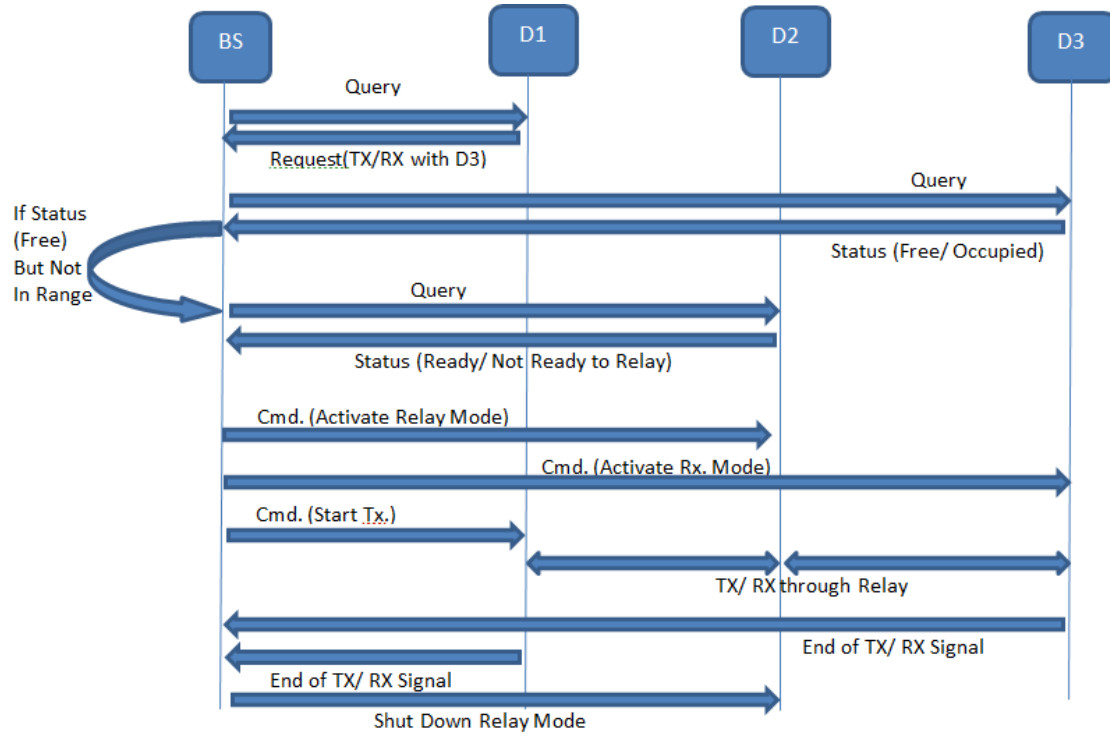 BS
D1
D2
D3
Query
Request(TX/RX with D3)
Query
If Status
(Free)
But Not
In Range
Status (Free/ Occupied)
Query
Status (Ready/ Not Ready to Relay)
Cmd. (Activate Relay Mode)
Cmd. (Activate Rx. Mode)
Cmd. (Start Tx.)
TX/ RX through Relay
End of TX/ RX Signal
End of TX/ RX Signal
Shut Down Relay Mode